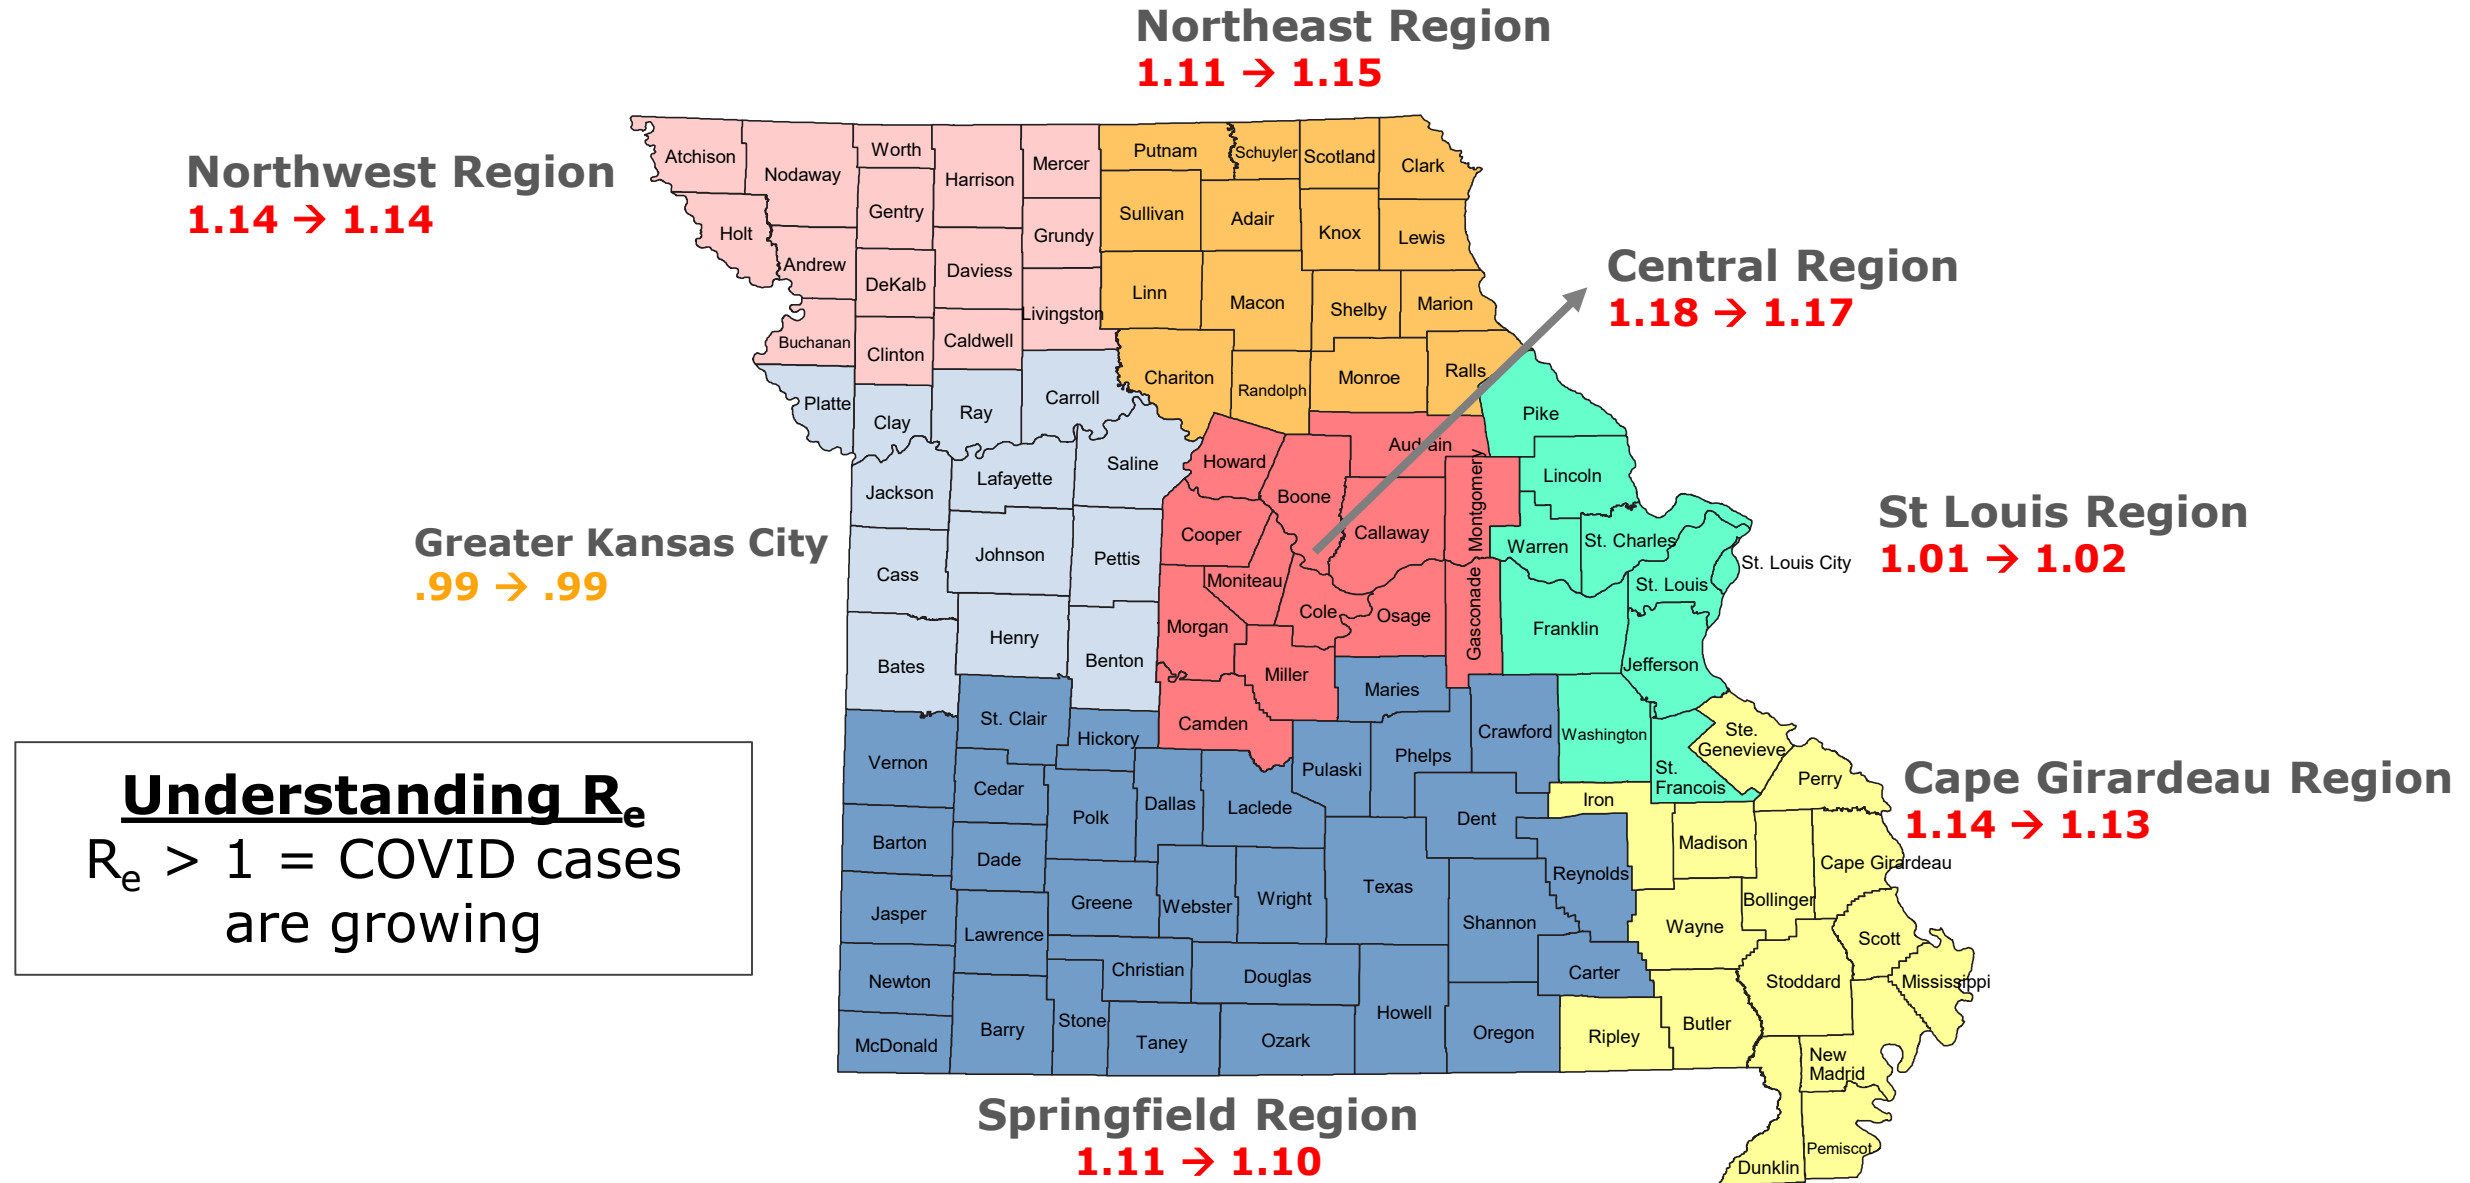 Northeast Region
1.11 → 1.15
Northwest Region
1.14 → 1.14
Central Region
1.18 → 1.17
Greater Kansas City
.99 → .99
St Louis Region
1.01 → 1.02
Cape Girardeau Region
1.14 → 1.13
Springfield Region
1.11 → 1.10
Understanding Re
Re > 1 = COVID cases
are growing
Atchison
Nodaway
Worth
Harrison
Mercer
Gentry
Holt
Andrew
DeKalb
Daviess
Grundy
Livingston
Buchanan
Clinton
Caldwell
Putnam
Schuyler
Scotland
Clark
Sullivan
Adair
Knox
Lewis
Linn
Macon
Shelby
Marion
Chariton
Randolph
Monroe
Ralls
Platte
Clay
Ray
Carroll
Jackson
Lafayette
Saline
Cass
Johnson
Pettis
Bates
Henry
Benton
Howard
Boone
Audrain
Callaway
Montgomery
Cooper
Moniteau
Cole
Osage
Gasconade
Morgan
Miller
Camden
Pike
Lincoln
Warren
St. Charles
St. Louis
St. Louis City
Franklin
Jefferson
Washington
St.
Francois
Ste.
Genevieve
Perry
Iron
Madison
Bollinger
Cape Girardeau
Wayne
Scott
Stoddard
Mississippi
Ripley
Butler
New
Madrid
Pemiscot
Dunklin
St. Clair
Hickory
Maries
Crawford
Vernon
Cedar
Polk
Dallas
Laclede
Pulaski
Phelps
Dent
Barton
Dade
Greene
Webster
Wright
Texas
Shannon
Reynolds
Jasper
Lawrence
Christian
Douglas
Howell
Carter
Oregon
Newton
McDonald
Barry
Stone
Taney
Ozark